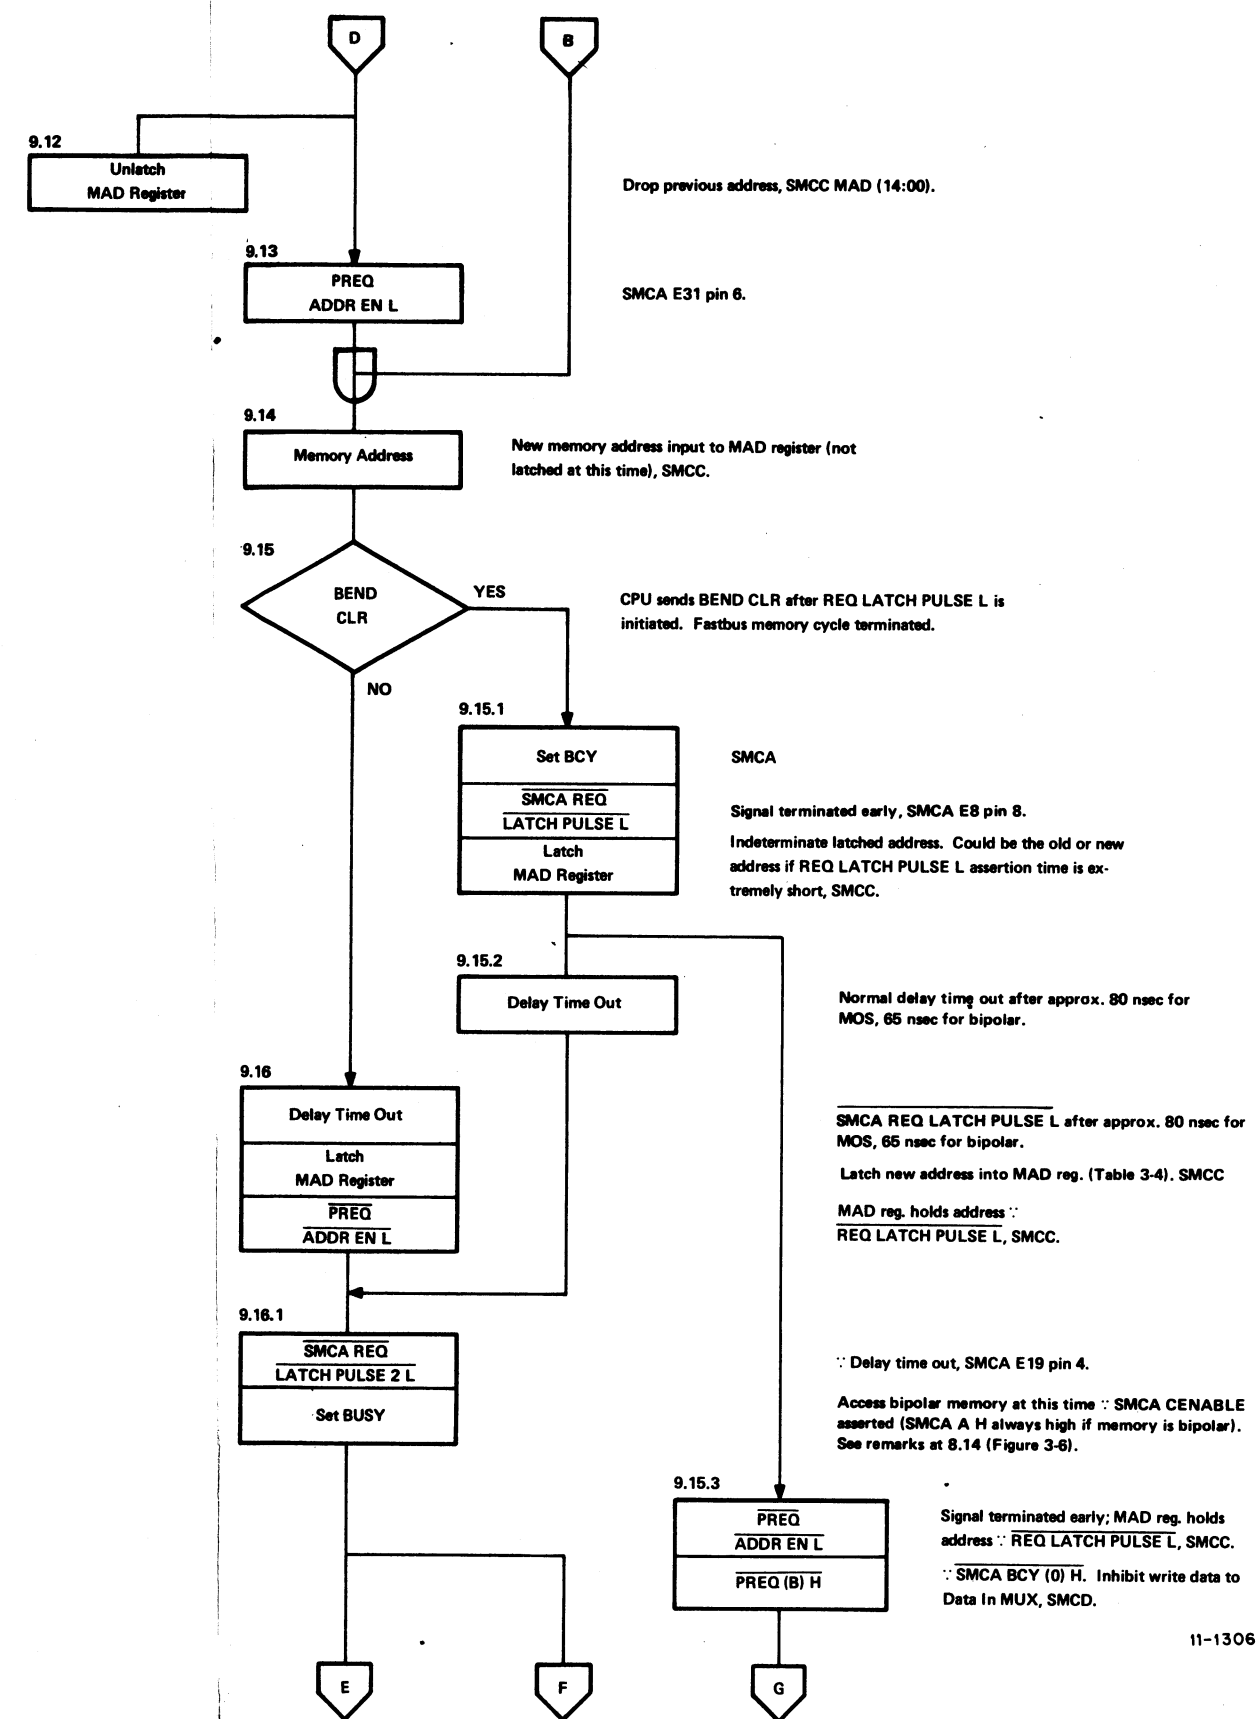 D
B
9.12
Unlatch
MAD Register
Drop previous address, SMCC MAD (14:00).
9.13
PREQ
ADDR EN L
SMCA E31 pin 6.
9.14
Memory Address
New memory address input to MAD register (not
latched at this time), SMCC.
9.15
BEND
CLR
YES
NO
CPU sends BEND CLR after REQ LATCH PULSE L is
initiated. Fastbus memory cycle terminated.
9.15.1
Set BCY
SMCA
SMCA REQ
LATCH PULSE L
Signal terminated early, SMCA E8 pin 8.
Latch
MAD Register
Indeterminate latched address. Could be the old or new
address if REQ LATCH PULSE L assertion time is ex-
tremely short, SMCC.
9.15.2
Delay Time Out
Normal delay time out after approx. 80 nsec for
MOS, 65 nsec for bipolar.
9.16
Delay Time Out
SMCA REQ LATCH PULSE L after approx. 80 nsec for
MOS, 65 nsec for bipolar.
Latch
MAD Register
Latch new address into MAD reg. (Table 3-4). SMCC
PREQ
ADDR EN L
MAD reg. holds address ∵
REQ LATCH PULSE L, SMCC.
9.16.1
SMCA REQ
LATCH PULSE 2 L
∵ Delay time out, SMCA E19 pin 4.
Set BUSY
Access bipolar memory at this time ∵ SMCA CENABLE
asserted (SMCA A H always high if memory is bipolar).
See remarks at 8.14 (Figure 3-6).
9.15.3
PREQ
ADDR EN L
Signal terminated early; MAD reg. holds
address ∵ REQ LATCH PULSE L, SMCC.
PREQ (B) H
∵ SMCA BCY (0) H. Inhibit write data to
Data In MUX, SMCD.
11-1306
E
F
G